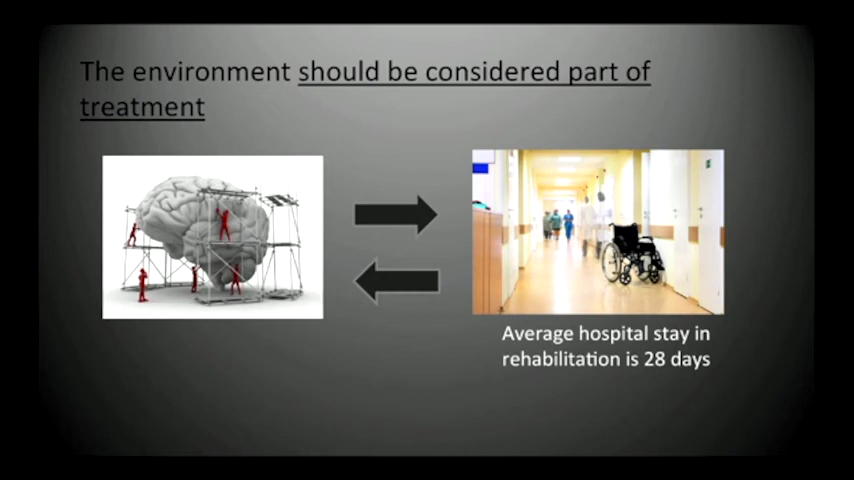 The environment should be considered part of
treatment
Average hospital stay in
rehabilitation is 28 days